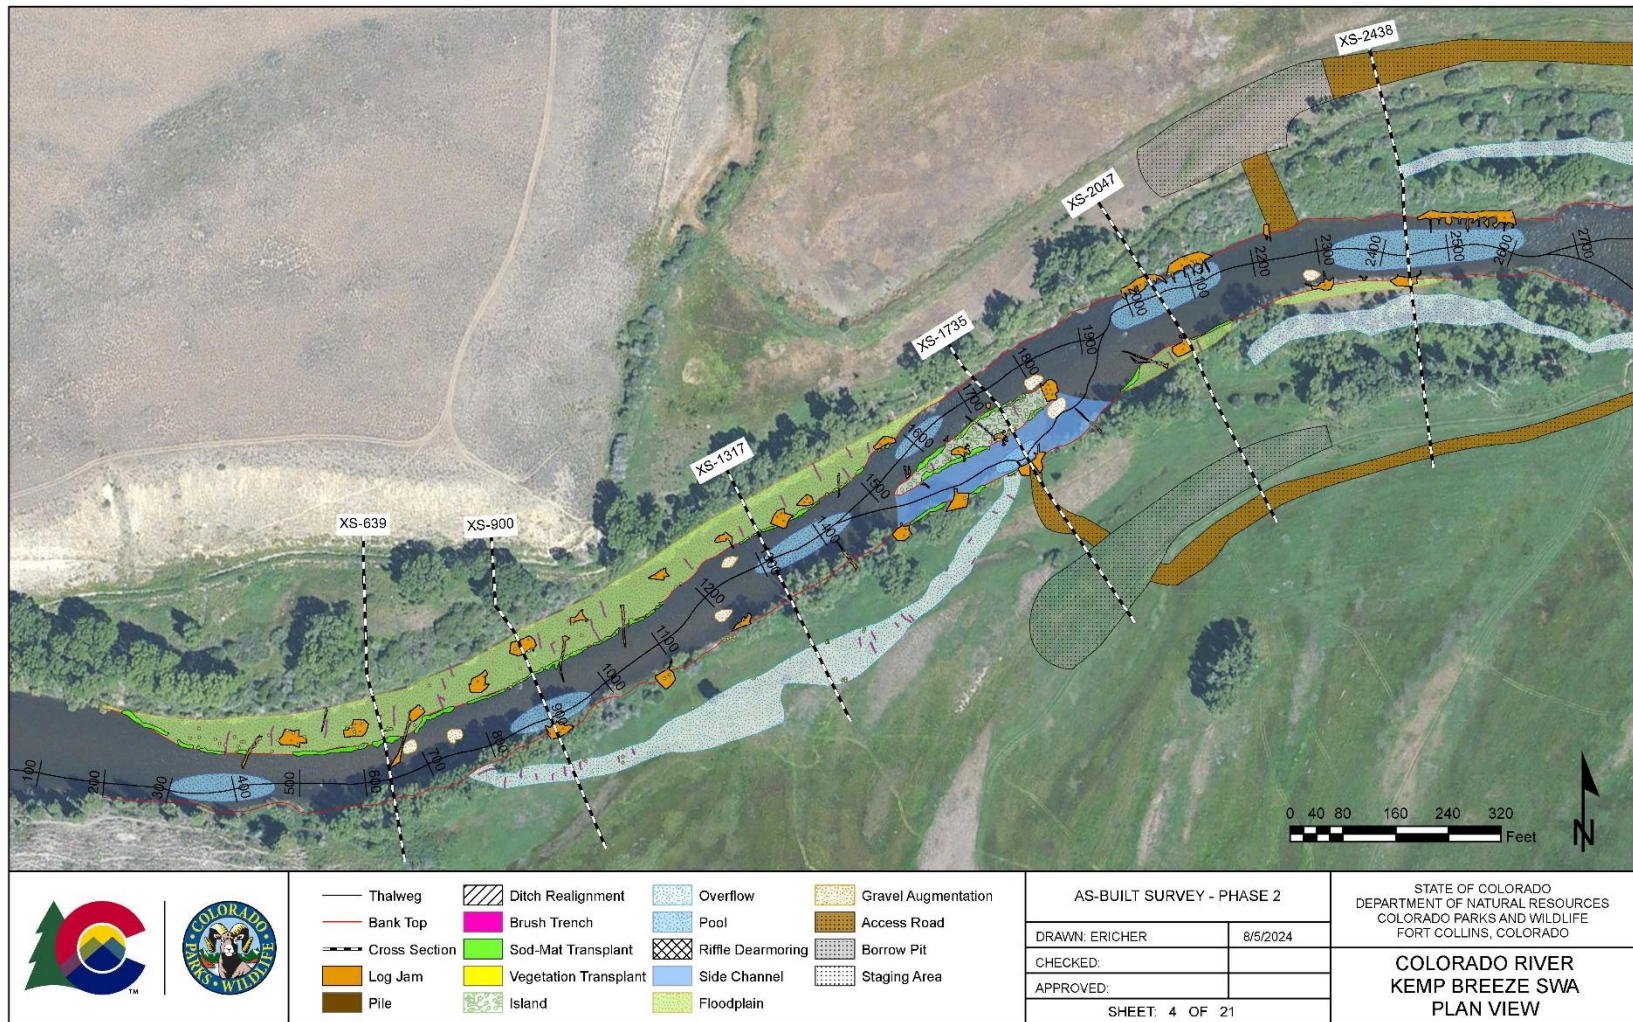 XS-2438
XS-2047
XS-1735
XS-1317
XS-900
XS-639
100
200
300
400
500
600
700
800
900
1000
1100
1200
1300
1400
1500
1600
1700
1800
1900
2000
2100
2200
2300
2400
2500
2600
2700
0 40 80 160 240 320
Feet
N
COLORADO
PARKS • WILDLIFE
C
TM
Thalweg
Bank Top
Cross Section
Log Jam
Pile
Ditch Realignment
Brush Trench
Sod-Mat Transplant
Vegetation Transplant
Island
Overflow
Pool
Riffle Dearmoring
Side Channel
Floodplain
Gravel Augmentation
Access Road
Borrow Pit
Staging Area
AS-BUILT SURVEY - PHASE 2
DRAWN: ERICHER 8/5/2024
CHECKED:
APPROVED:
SHEET: 4 OF 21
STATE OF COLORADO
DEPARTMENT OF NATURAL RESOURCES
COLORADO PARKS AND WILDLIFE
FORT COLLINS, COLORADO
COLORADO RIVER
KEMP BREEZE SWA
PLAN VIEW